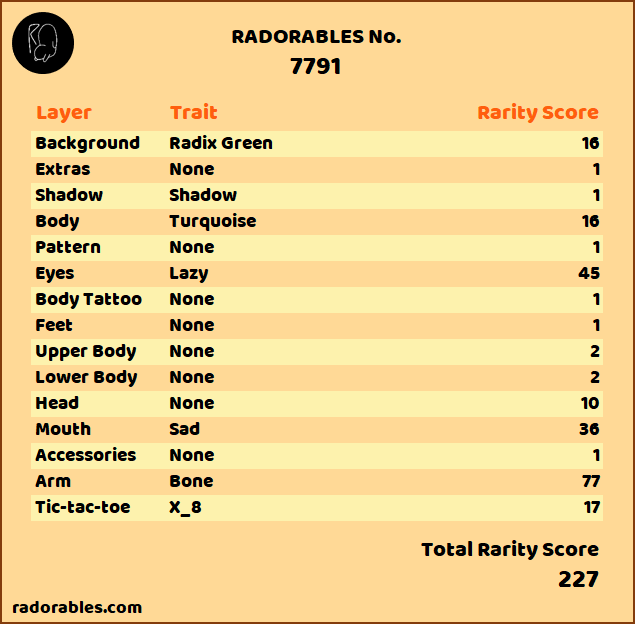 RADORABLES No.
7791
Layer Trait Rarity Score
Background Radix Green 16
Extras None 1
Shadow Shadow 1
Body Turquoise 16
Pattern None 1
Eyes Lazy 45
Body Tattoo None 1
Feet None 1
Upper Body None 2
Lower Body None 2
Head None 10
Mouth Sad 36
Accessories None 1
Arm Bone 77
Tic-tac-toe X_8 17
Total Rarity Score
227
radorables.com